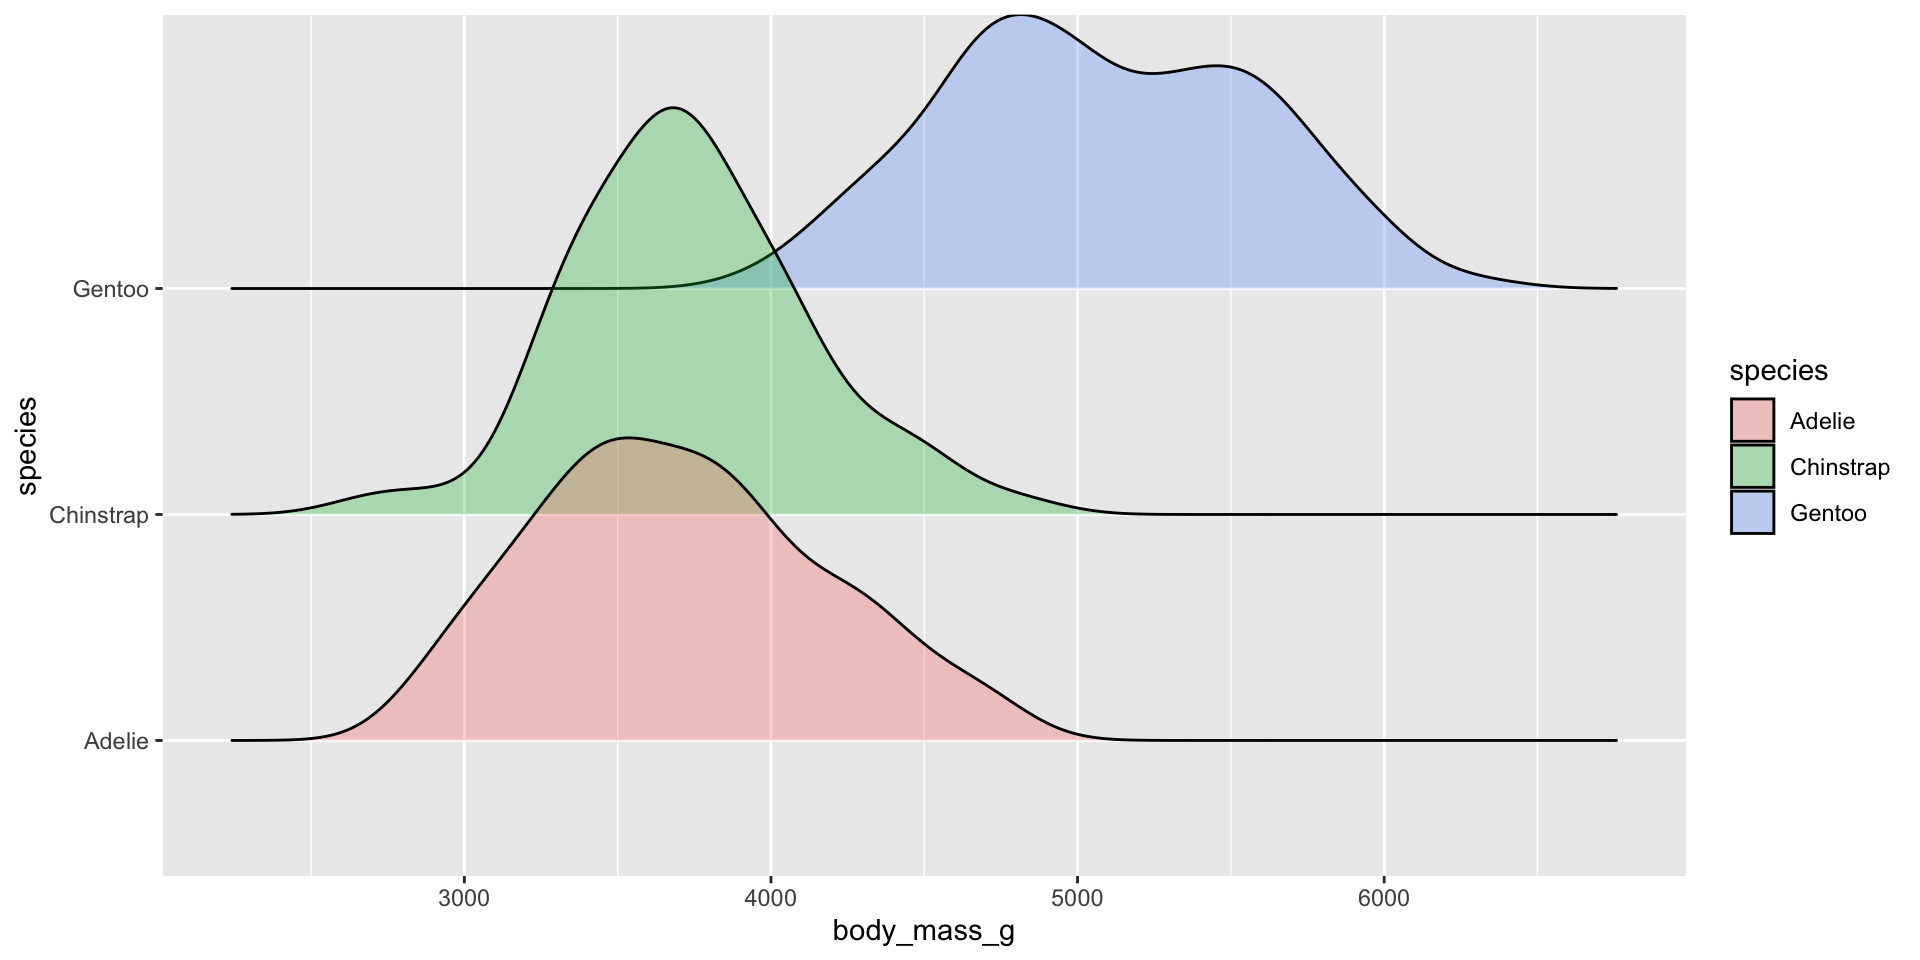 Gentoo
Chinstrap
Adelie
species
3000 4000 5000 6000
body_mass_g
species
Adelie
Chinstrap
Gentoo